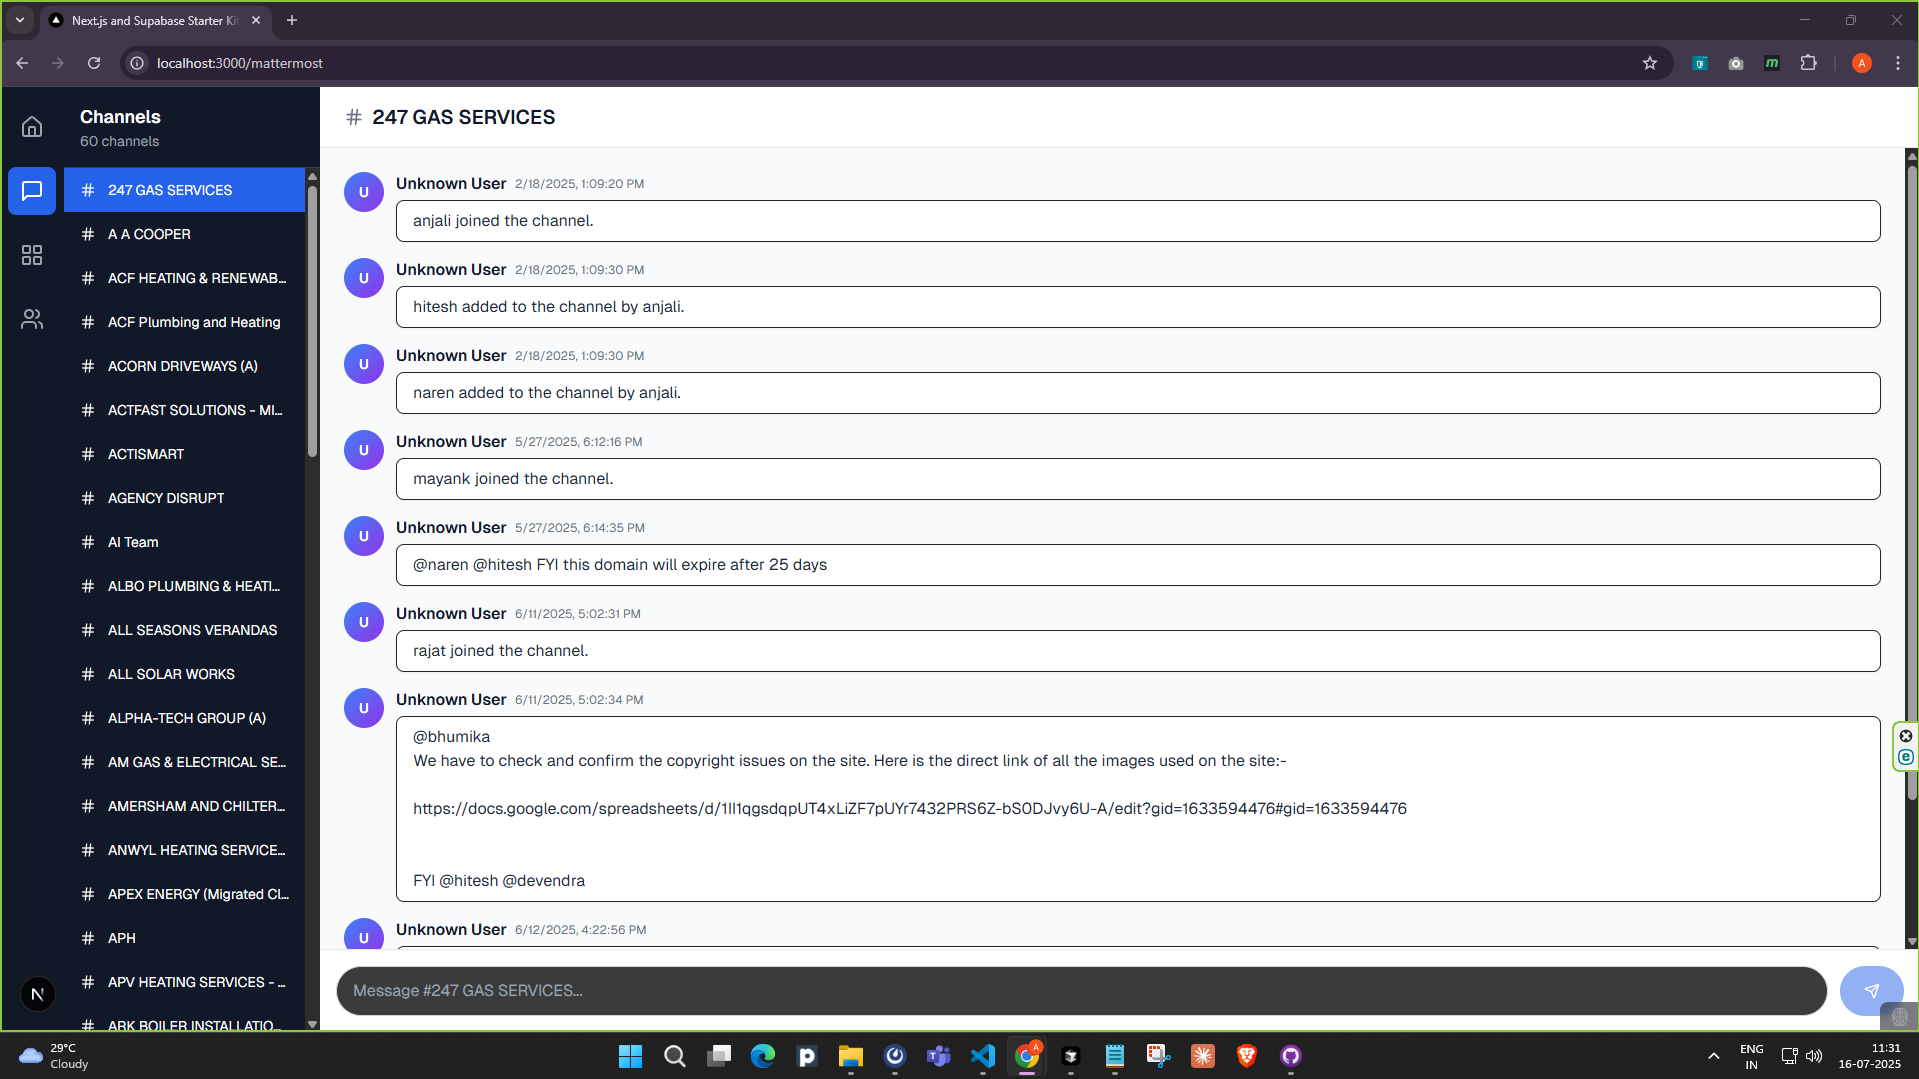 Next.js and Supabase Starter Ki
localhost:3000/mattermost
A
Channels
60 channels
# 247 GAS SERVICES
# A A COOPER
# ACF HEATING & RENEWAB...
# ACF Plumbing and Heating
# ACORN DRIVEWAYS (A)
# ACTFAST SOLUTIONS - MI...
# ACTISMART
# AGENCY DISRUPT
# AI Team
# ALBO PLUMBING & HEATI...
# ALL SEASONS VERANDAS
# ALL SOLAR WORKS
# ALPHA-TECH GROUP (A)
# AM GAS & ELECTRICAL SE...
# AMERSHAM AND CHILTER...
# ANWYL HEATING SERVICE...
# APEX ENERGY (Migrated Cl...
# APH
# APV HEATING SERVICES - ...
# ARK BOILER INSTALLATIO...
N
# 247 GAS SERVICES
U
Unknown User 2/18/2025, 1:09:20 PM
anjali joined the channel.
U
Unknown User 2/18/2025, 1:09:30 PM
hitesh added to the channel by anjali.
U
Unknown User 2/18/2025, 1:09:30 PM
naren added to the channel by anjali.
U
Unknown User 5/27/2025, 6:12:16 PM
mayank joined the channel.
U
Unknown User 5/27/2025, 6:14:35 PM
@naren @hitesh FYI this domain will expire after 25 days
U
Unknown User 6/11/2025, 5:02:31 PM
rajat joined the channel.
U
Unknown User 6/11/2025, 5:02:34 PM
@bhumika
We have to check and confirm the copyright issues on the site. Here is the direct link of all the images used on the site:-
https://docs.google.com/spreadsheets/d/1II1qgsdqpUT4xLiZF7pUYr7432PRS6Z-bS0DJvy6U-A/edit?gid=1633594476#gid=1633594476
FYI @hitesh @devendra
U
Unknown User 6/12/2025, 4:22:56 PM
Message #247 GAS SERVICES...
29°C
Cloudy
ENG
IN
11:31
16-07-2025